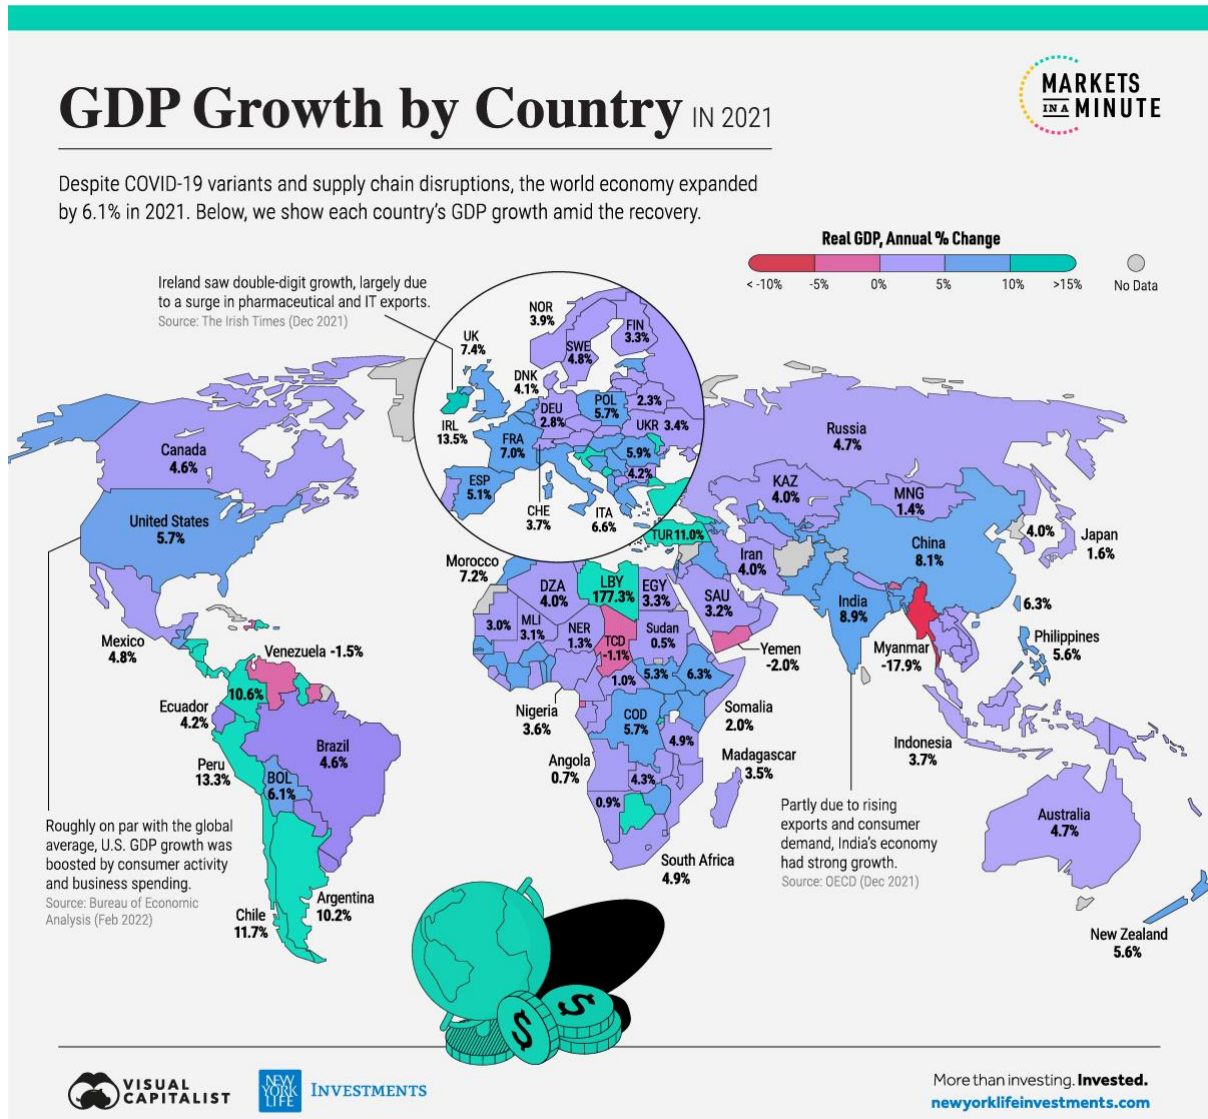 GDP Growth by Country IN 2021
MARKETS
IN A MINUTE
Despite COVID-19 variants and supply chain disruptions, the world economy expanded
by 6.1% in 2021. Below, we show each country's GDP growth amid the recovery.
Real GDP, Annual % Change
< -10% -5% 0% 5% 10% >15% No Data
Ireland saw double-digit growth, largely due
to a surge in pharmaceutical and IT exports.
Source: The Irish Times (Dec 2021)
NOR
3.9%
FIN
3.3%
UK
7.4%
SWE
4.8%
DNK
4.1%
IRL
13.5%
DEU
2.8%
POL
5.7%
2.3%
UKR 3.4%
FRA
7.0%
5.9%
4.2%
ESP
5.1%
CHE
3.7%
ITA
6.6%
TUR 11.0%
Canada
4.6%
United States
5.7%
Mexico
4.8%
Venezuela -1.5%
10.6%
Ecuador
4.2%
Peru
13.3%
Brazil
4.6%
BOL
6.1%
Argentina
10.2%
Chile
11.7%
Roughly on par with the global
average, U.S. GDP growth was
boosted by consumer activity
and business spending.
Source: Bureau of Economic
Analysis (Feb 2022)
Morocco
7.2%
DZA
4.0%
LBY
177.3%
EGY
3.3%
SAU
3.2%
3.0%
MLI
3.1%
NER
1.3%
TCD
-1.1%
Sudan
0.5%
Yemen
-2.0%
1.0%
5.3%
6.3%
Nigeria
3.6%
COD
5.7%
Somalia
2.0%
4.9%
Angola
0.7%
Madagascar
3.5%
4.3%
0.9%
South Africa
4.9%
Russia
4.7%
KAZ
4.0%
MNG
1.4%
4.0%
Japan
1.6%
China
8.1%
Iran
4.0%
India
8.9%
6.3%
Myanmar
-17.9%
Philippines
5.6%
Indonesia
3.7%
Partly due to rising
exports and consumer
demand, India's economy
had strong growth.
Source: OECD (Dec 2021)
Australia
4.7%
New Zealand
5.6%
$
$
VISUAL
CAPITALIST
NEW
YORK
LIFE
INVESTMENTS
More than investing. Invested.
newyorklifeinvestments.com